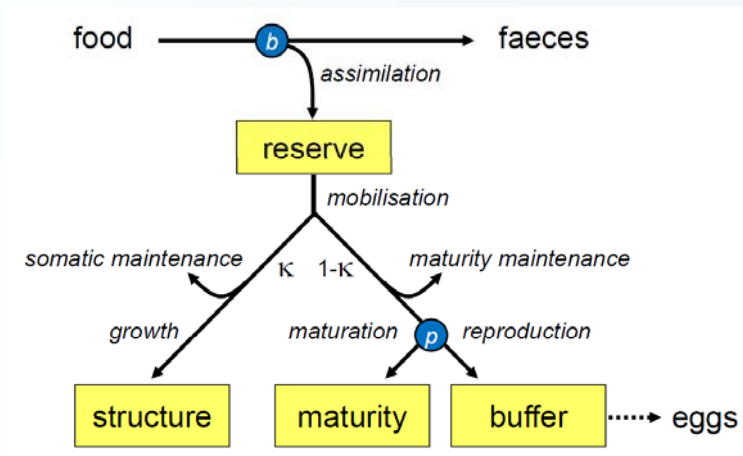 food
b
faeces
assimilation
reserve
mobilisation
somatic maintenance
κ
1-κ
maturity maintenance
growth
maturation
p
reproduction
structure
maturity
buffer
eggs